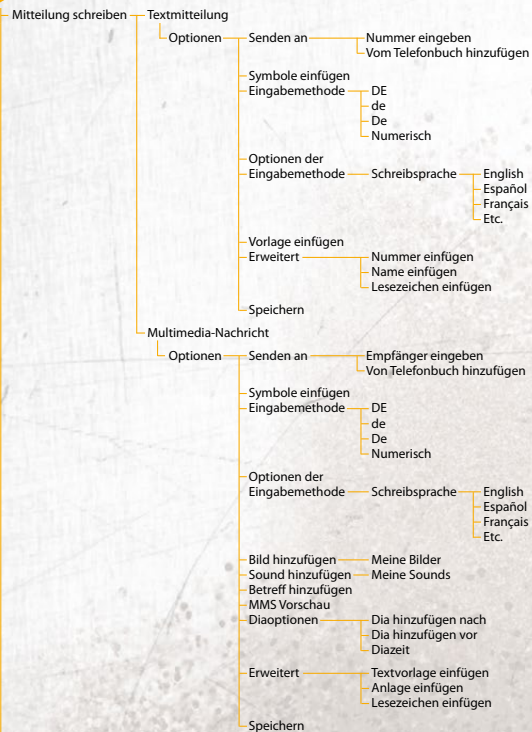 Mitteilung schreiben Textmitteilung
Optionen Senden an Nummer eingeben
Vom Telefonbuch hinzufügen
Symbole einfügen
Eingabemethode DE
de
De
Numerisch
Optionen der
Eingabemethode Schreibsprache English
Español
Français
Etc.
Vorlage einfügen
Erweitert Nummer einfügen
Name einfügen
Lesezeichen einfügen
Speichern
Multimedia-Nachricht
Optionen Senden an Empfänger eingeben
Von Telefonbuch hinzufügen
Symbole einfügen
Eingabemethode DE
de
De
Numerisch
Optionen der
Eingabemethode Schreibsprache English
Español
Français
Etc.
Bild hinzufügen Meine Bilder
Sound hinzufügen Meine Sounds
Betreff hinzufügen
MMS Vorschau
Diaoptionen Dia hinzufügen nach
Dia hinzufügen vor
Diazeit
Erweitert Textvorlage einfügen
Anlage einfügen
Lesezeichen einfügen
Speichern